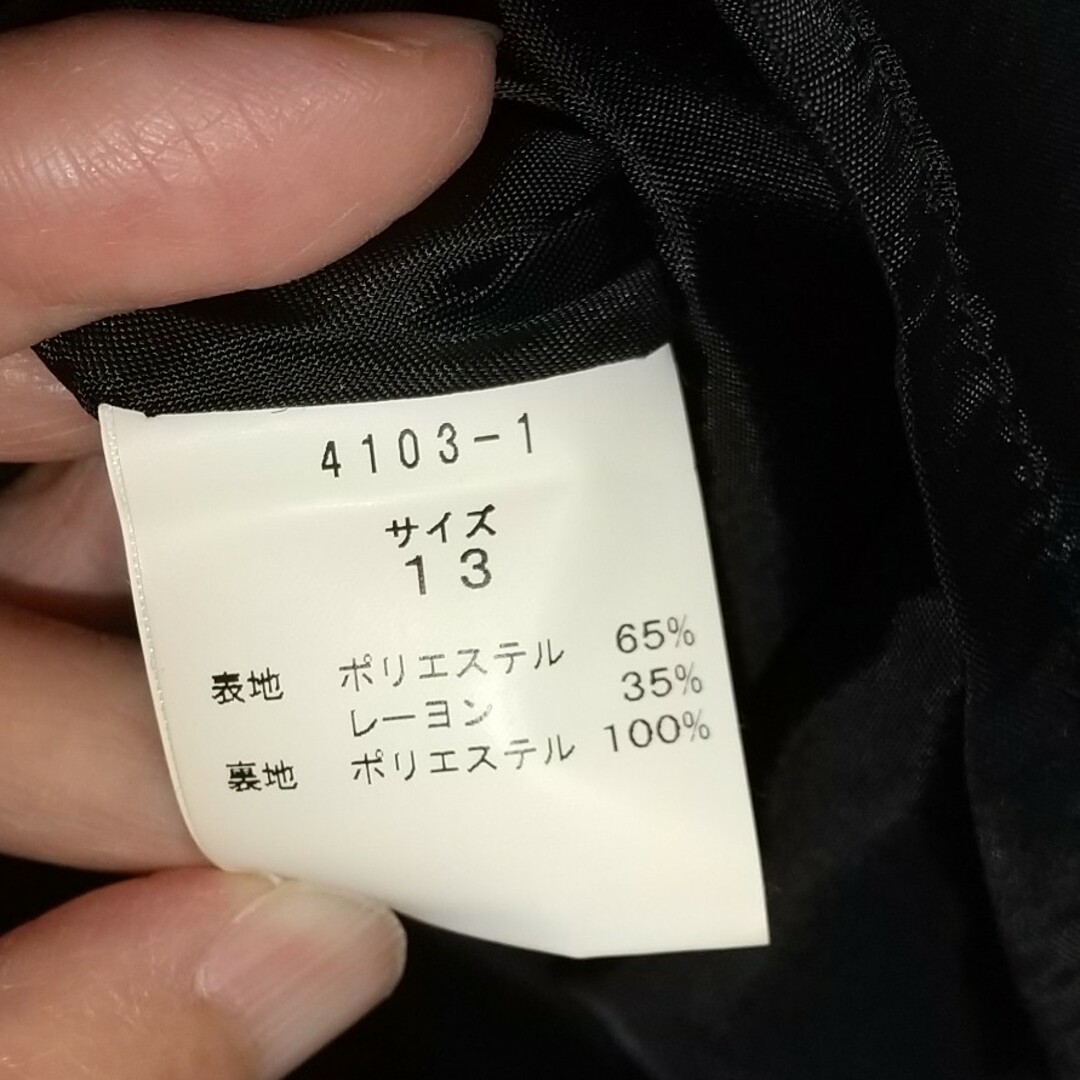 4103-1
サイズ
13
表地 ポリエステル 65%
レーヨン 35%
裏地 ポリエステル 100%